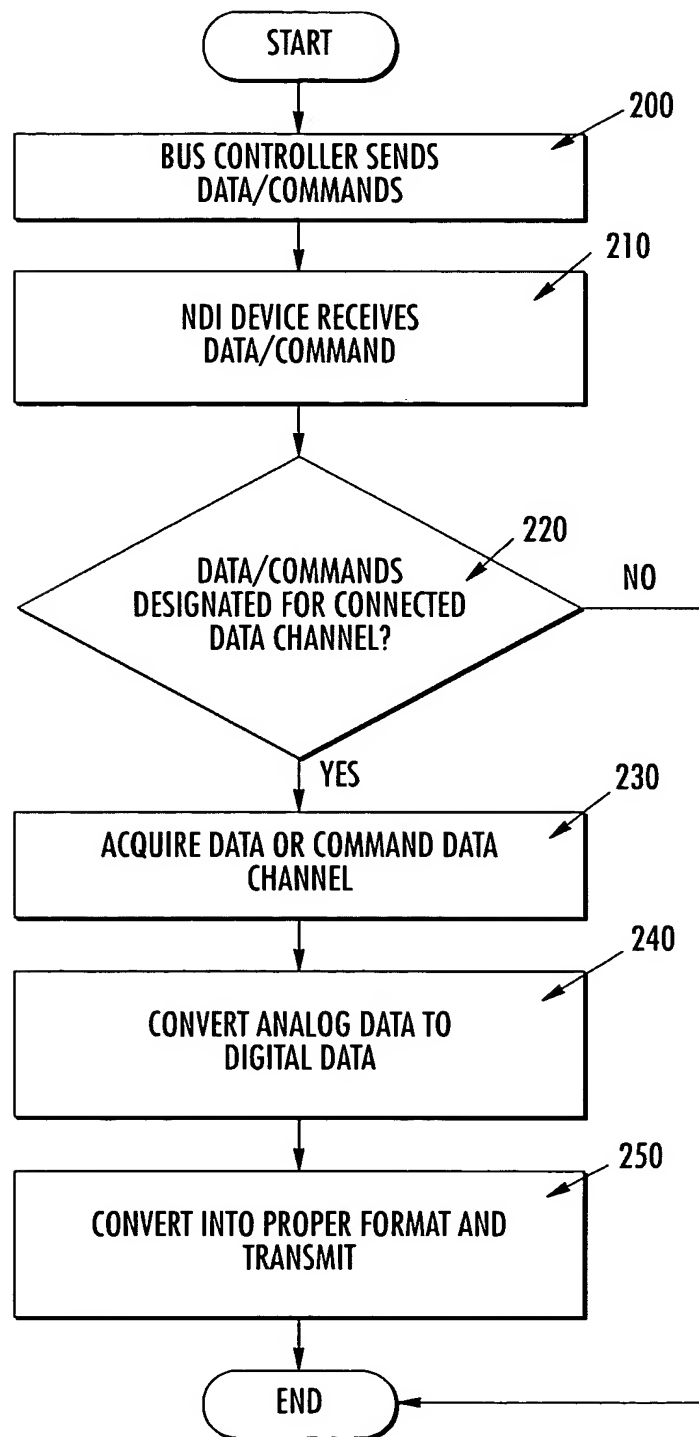 START
200
BUS CONTROLLER SENDS
DATA/COMMANDS
210
NDI DEVICE RECEIVES
DATA/COMMAND
220
DATA/COMMANDS
DESIGNATED FOR CONNECTED
DATA CHANNEL?
NO
YES
230
ACQUIRE DATA OR COMMAND DATA
CHANNEL
240
CONVERT ANALOG DATA TO
DIGITAL DATA
250
CONVERT INTO PROPER FORMAT AND
TRANSMIT
END